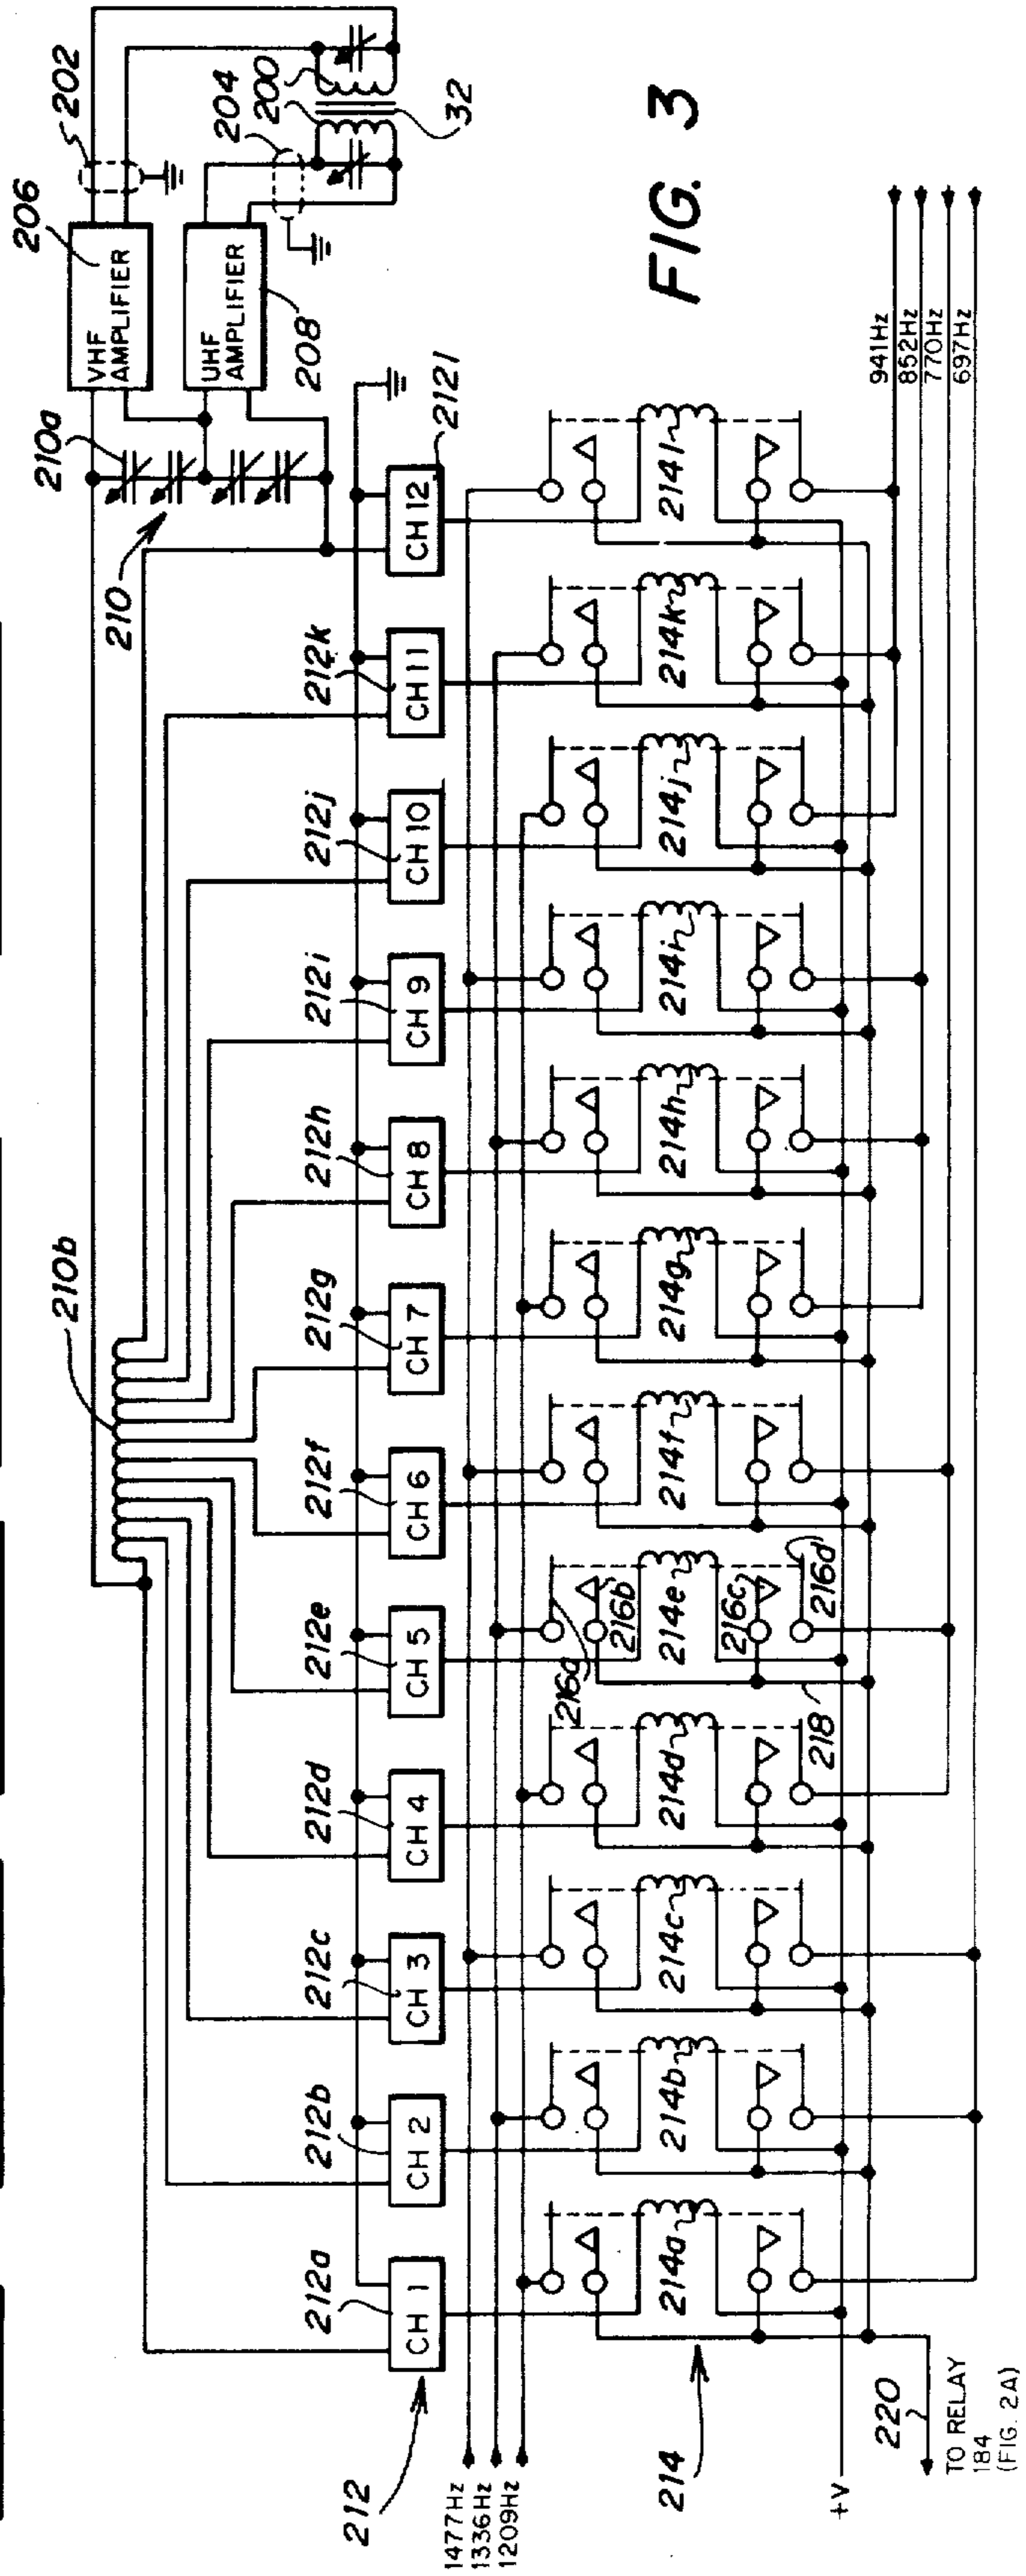 FIG. 3
202
206
VHF
AMPLIFIER
204
200
32
UHF
AMPLIFIER
208
210a
210
210b
212a
212b
212c
212d
212e
212f
212g
212h
212i
212j
212k
212l
212
CH 1
CH 2
CH 3
CH 4
CH 5
CH 6
CH 7
CH 8
CH 9
CH 10
CH 11
CH 12
1477Hz
1336Hz
1209Hz
216a
216b
214a
214b
214c
214d
214e
214f
214g
214h
214i
214j
214k
214l
214
216c
216d
218
941Hz
852Hz
770Hz
697Hz
+V
220
TO RELAY
184
(FIG. 2A)